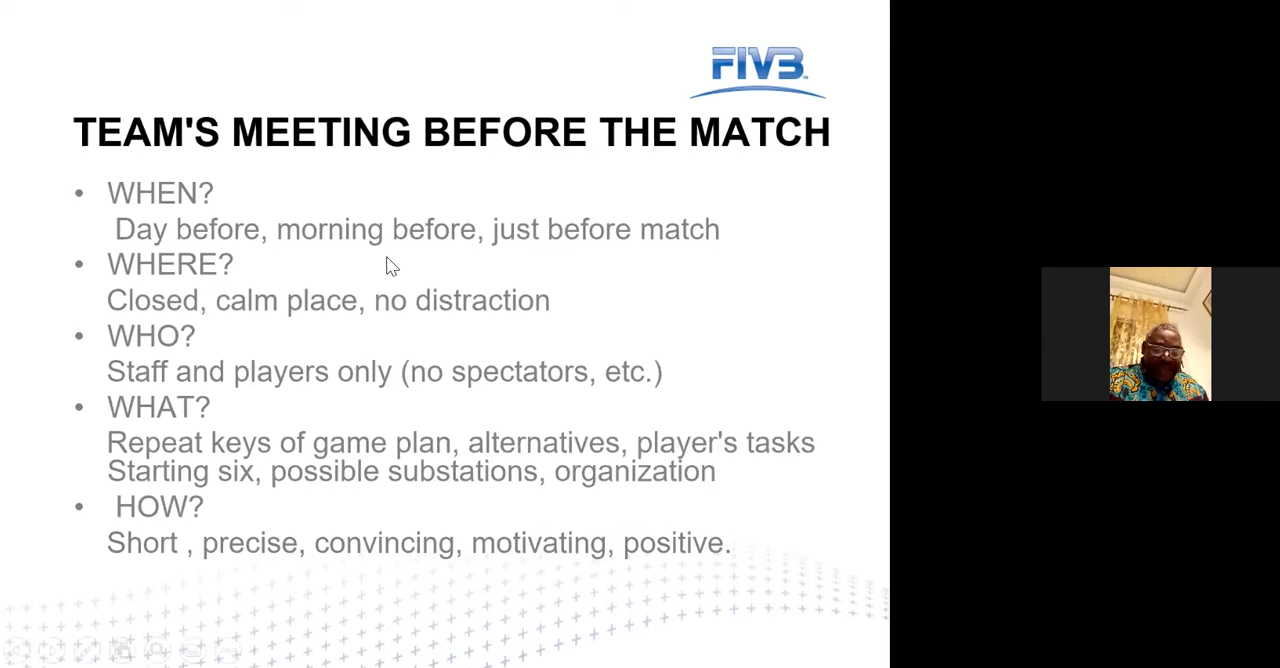 FIVB
TEAM'S MEETING BEFORE THE MATCH
• WHEN?
Day before, morning before, just before match
• WHERE?
Closed, calm place, no distraction
• WHO?
Staff and players only (no spectators, etc.)
• WHAT?
Repeat keys of game plan, alternatives, player's tasks
Starting six, possible substations, organization
• HOW?
Short , precise, convincing, motivating, positive.